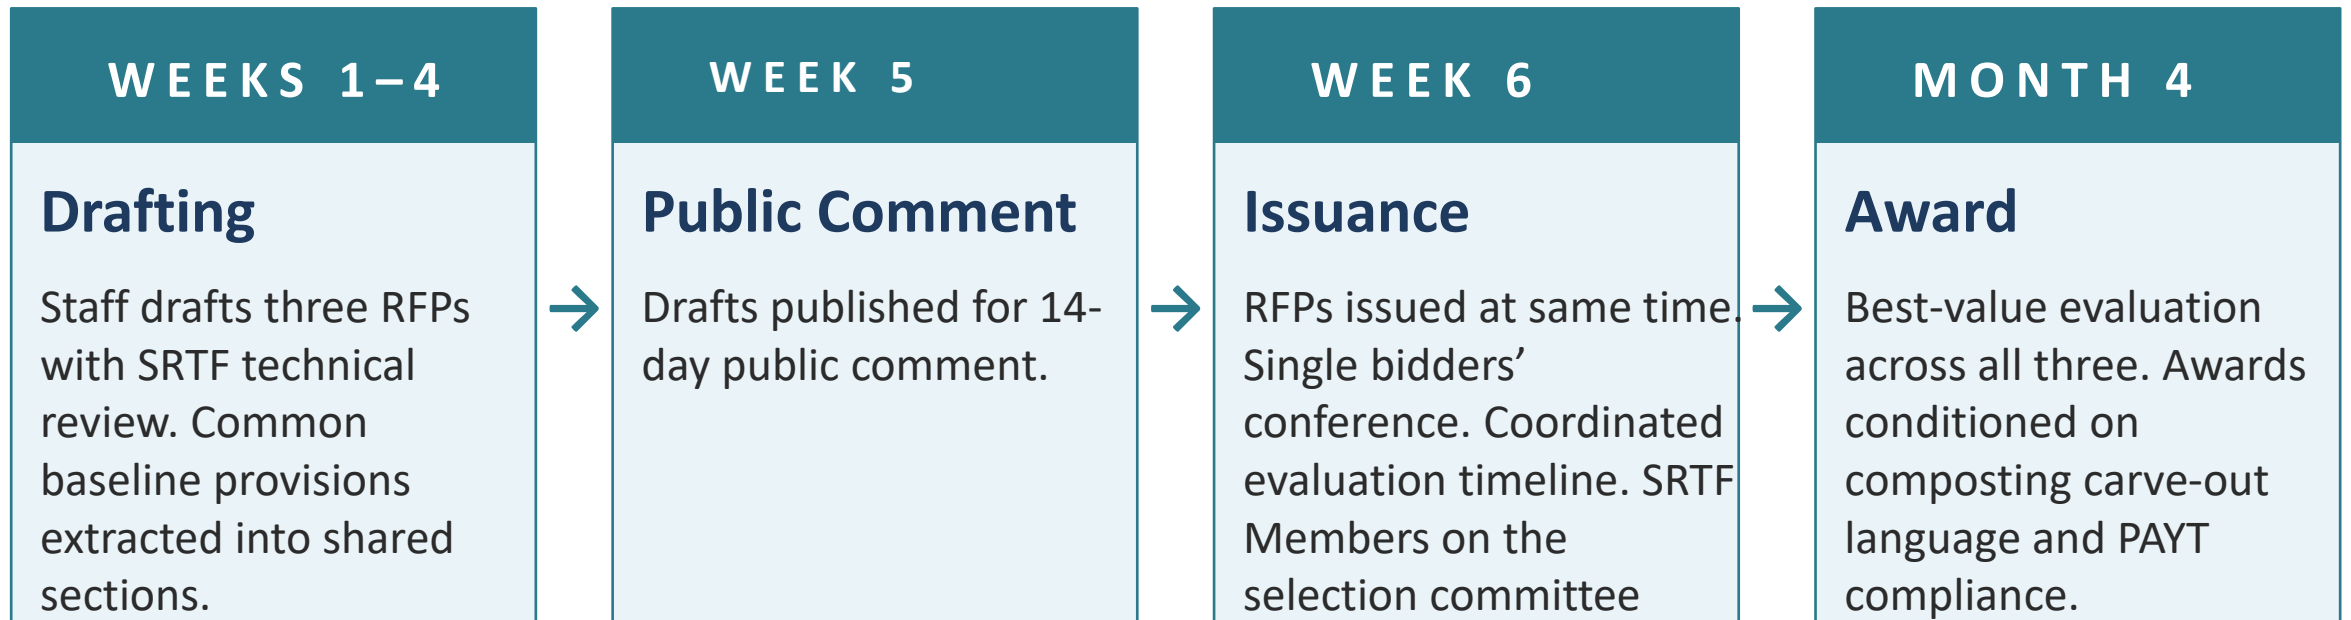 WEEKS 1–4
Drafting
Staff drafts three RFPs
with SRTF technical
review. Common
baseline provisions
extracted into shared
sections.
WEEK 5
Public Comment
Drafts published for 14-
day public comment.
WEEK 6
Issuance
RFPs issued at same time.
Single bidders’
conference. Coordinated
evaluation timeline. SRTF
Members on the
selection committee
MONTH 4
Award
Best-value evaluation
across all three. Awards
conditioned on
composting carve-out
language and PAYT
compliance.